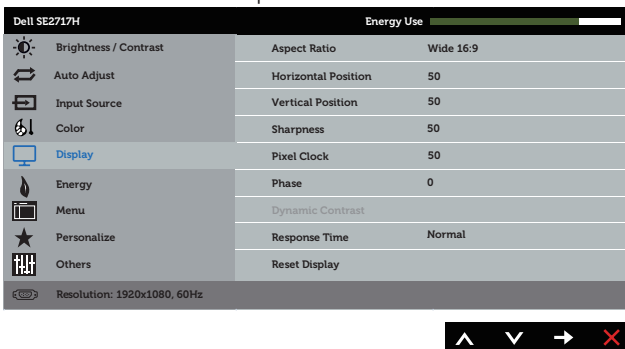 Dell SE2717H Energy Use
Brightness / Contrast Aspect Ratio Wide 16:9
Auto Adjust Horizontal Position 50
Input Source Vertical Position 50
Color Sharpness 50
Display Pixel Clock 50
Energy Phase 0
Menu Dynamic Contrast
Personalize Response Time Normal
Others Reset Display
Resolution: 1920x1080, 60Hz